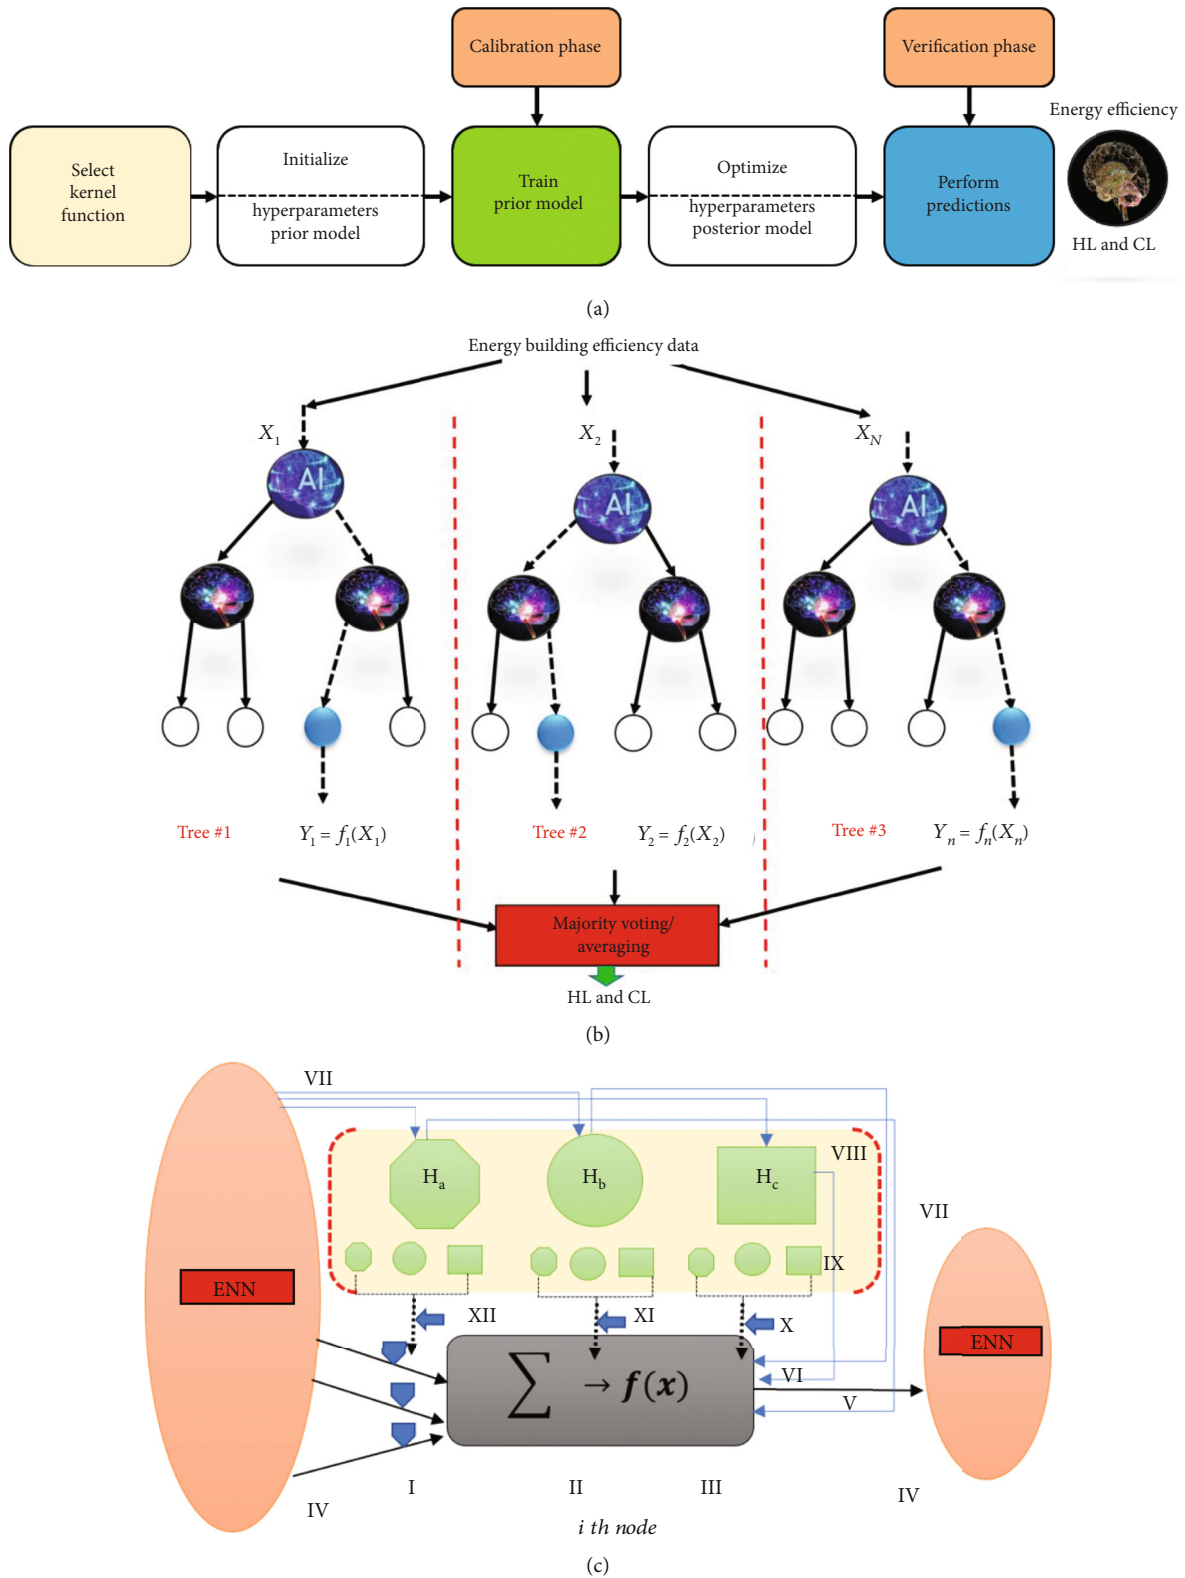 Calibration phase
Verification phase
Energy efficiency
Select
kernel
function
Initialize
hyperparameters
prior model
Train
prior model
Optimize
hyperparameters
posterior model
Perform
predictions
HL and CL
(a)
Energy building efficiency data
X1
X2
XN
AI
AI
AI
Tree #1
Y1 = f1(X1)
Tree #2
Y2 = f2(X2)
Tree #3
Yn = fn(Xn)
Majority voting/
averaging
HL and CL
(b)
VII
VIII
Ha
Hb
Hc
VII
IX
ENN
XII
XI
X
ENN
∑ → f(x)
VI
V
I
II
III
IV
IV
i th node
(c)